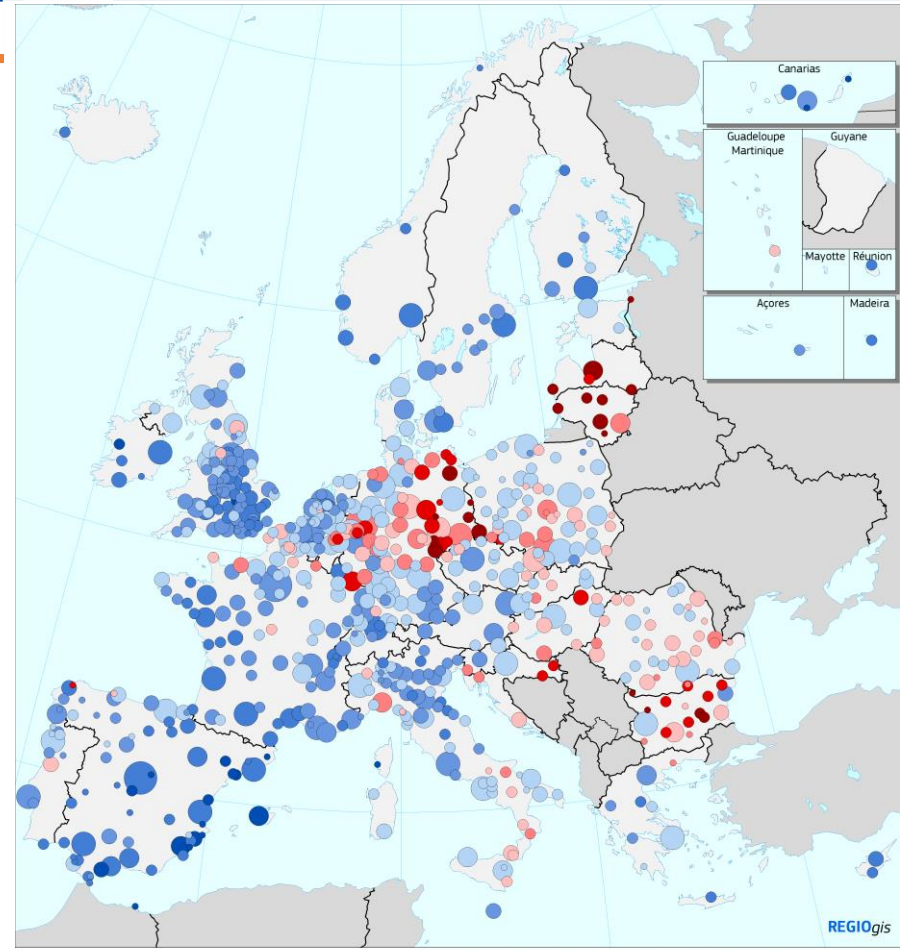 Canarias
Guadeloupe
Martinique
Guyane
Mayotte
Réunion
Açores
Madeira
REGIOgis